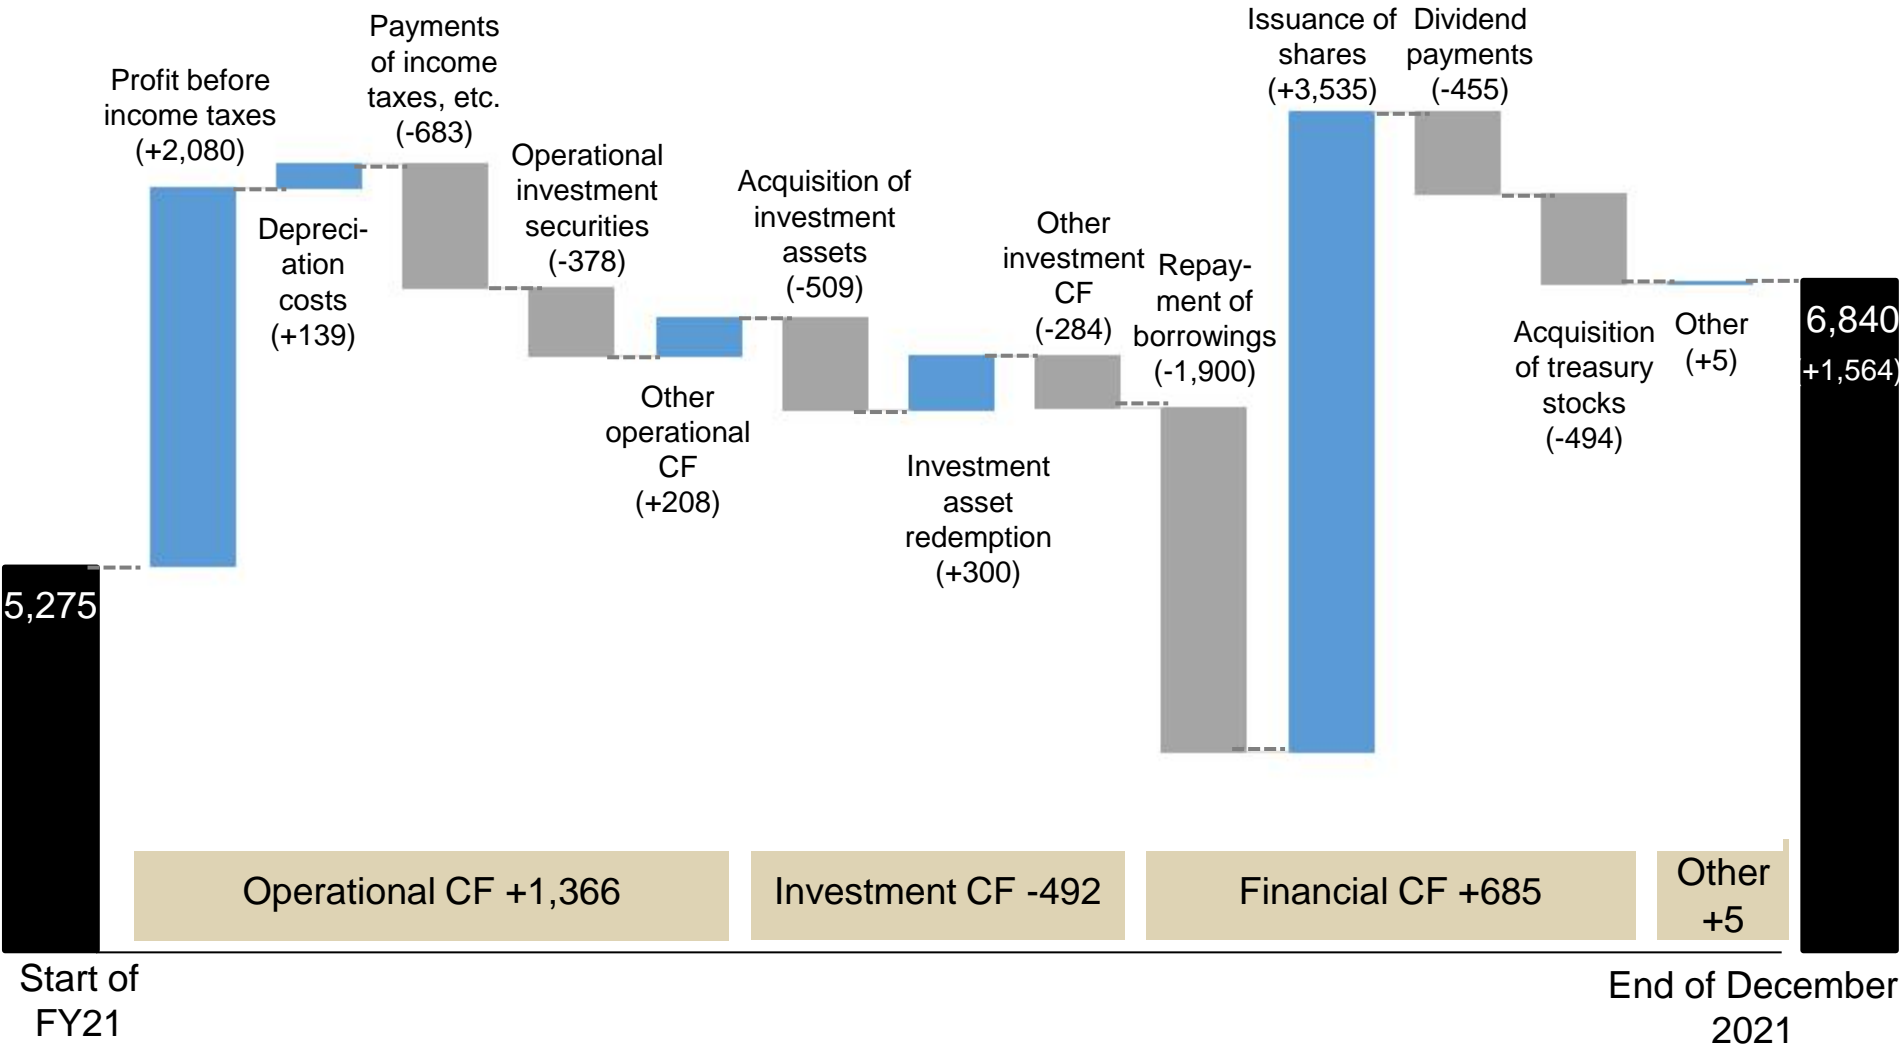 Profit before
income taxes
(+2,080)
Depreci-
ation
costs
(+139)
Payments
of income
taxes, etc.
(-683)
Operational
investment
securities
(-378)
Other
operational
CF
(+208)
Acquisition of
investment
assets
(-509)
Investment
asset
redemption
(+300)
Other
investment
CF
(-284)
Repay-
ment of
borrowings
(-1,900)
Issuance of
shares
(+3,535)
Dividend
payments
(-455)
Acquisition
of treasury
stocks
(-494)
Other
(+5)
5,275
6,840
(+1,564)
Operational CF +1,366
Investment CF -492
Financial CF +685
Other
+5
Start of
FY21
End of December
2021